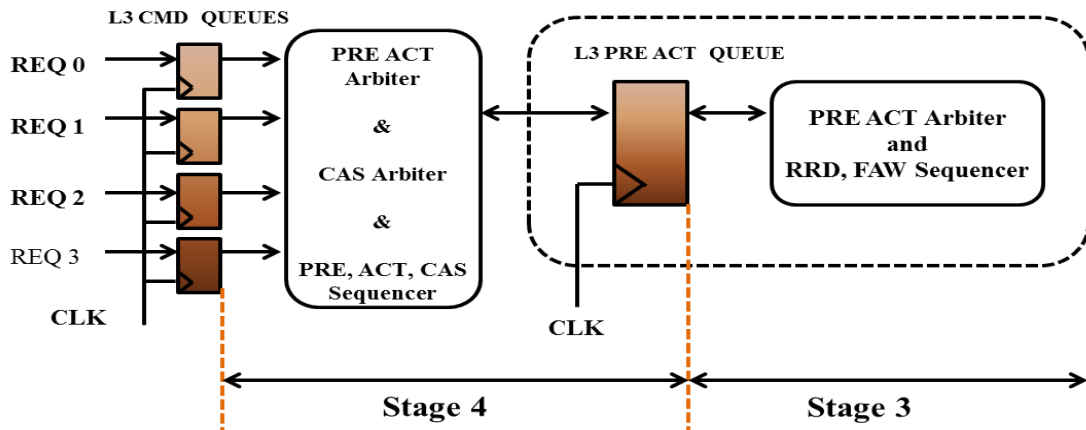 L3 CMD QUEUES
REQ 0
REQ 1
REQ 2
REQ 3
CLK
PRE ACT
Arbiter
&
CAS Arbiter
&
PRE, ACT, CAS
Sequencer
L3 PRE ACT QUEUE
CLK
PRE ACT Arbiter
and
RRD, FAW Sequencer
Stage 4
Stage 3